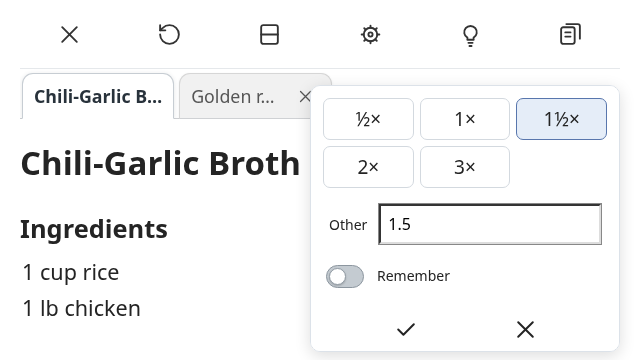 Chili-Garlic B...
Golden r...
½×
1×
1½×
2×
3×
Other
1.5
Remember
Chili-Garlic Broth
Ingredients
1 cup rice
1 lb chicken